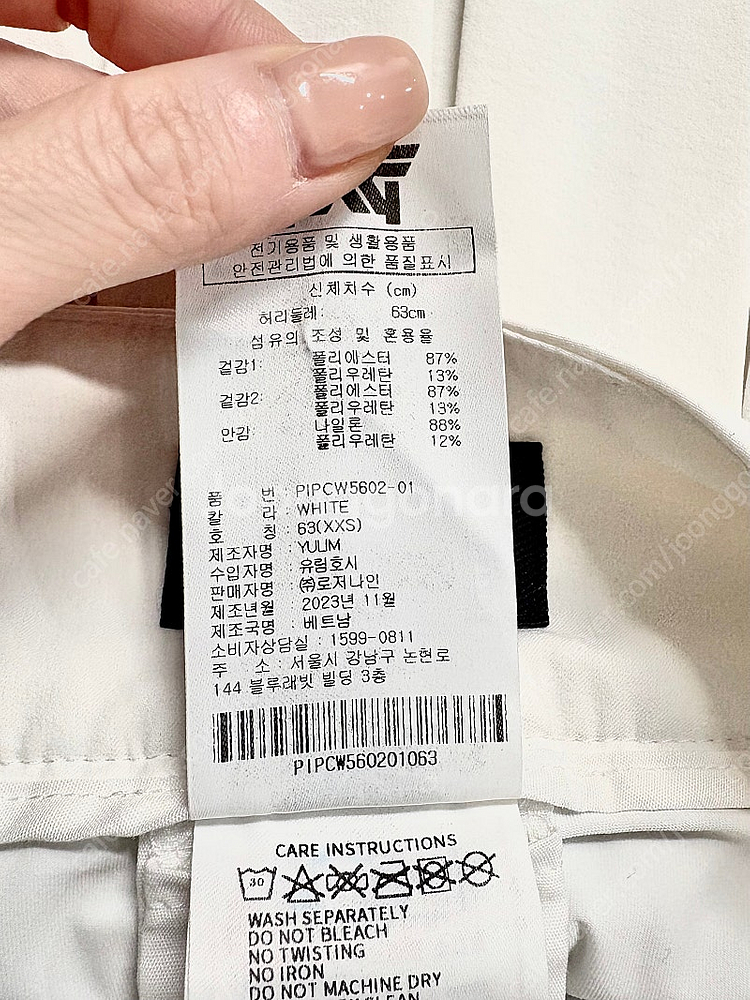 전기용품 및 생활용품
안전관리법에 의한 품질표시
신체치수 (cm)
허리둘레: 63cm
섬유의 조성 및 혼용율
겉감1: 폴리에스터 87%
폴리우레탄 13%
겉감2: 폴리에스터 87%
폴리우레탄 13%
안감: 나일론 88%
폴리우레탄 12%
품 번 : PIPCW5602-01
칼 라 : WHITE
호 칭 : 63(XXS)
제조자명 : YULIM
수입자명 : 유림호시
판매자명 : ㈜로저나인
제조년월 : 2023년 11월
제조국명 : 베트남
소비자상담실 : 1599-0811
주 소 : 서울시 강남구 논현로
144 블루래빗 빌딩 3층
PIPCW560201063
CARE INSTRUCTIONS
30
WASH SEPARATELY
DO NOT BLEACH
NO TWISTING
NO IRON
DO NOT MACHINE DRY